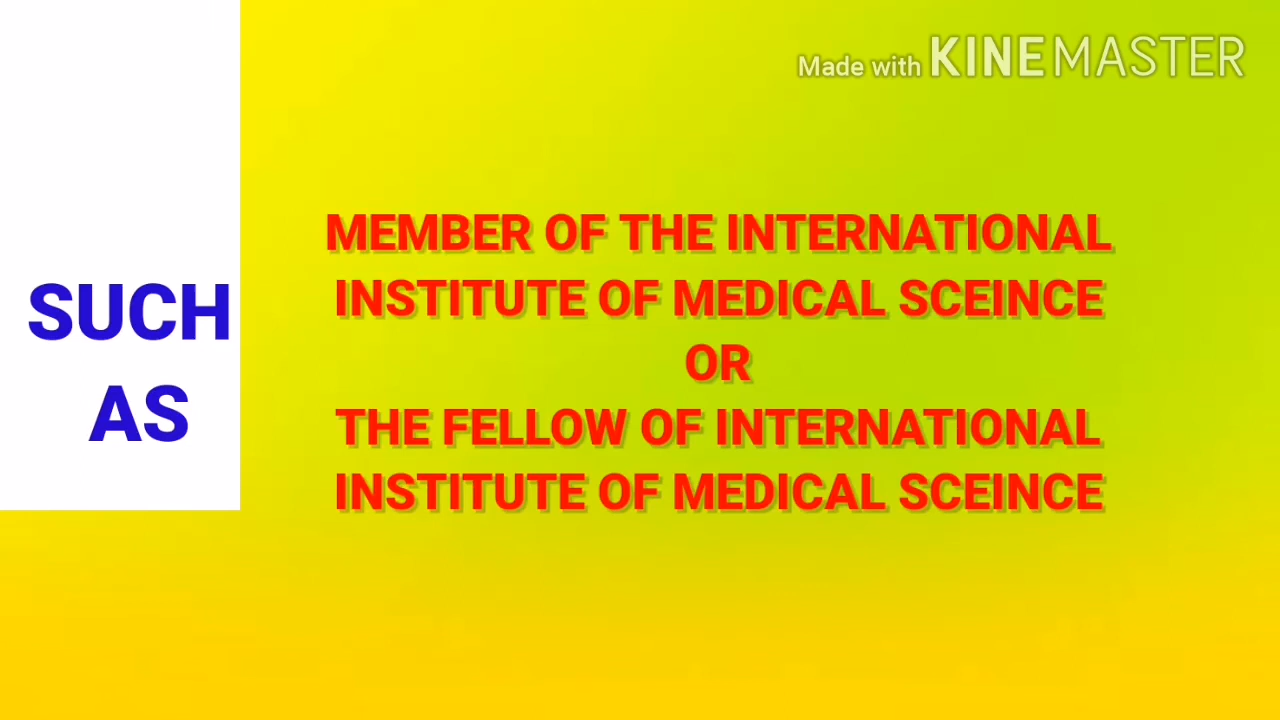 Made with KINEMASTER
SUCH
AS
MEMBER OF THE INTERNATIONAL
INSTITUTE OF MEDICAL SCEINCE
OR
THE FELLOW OF INTERNATIONAL
INSTITUTE OF MEDICAL SCEINCE